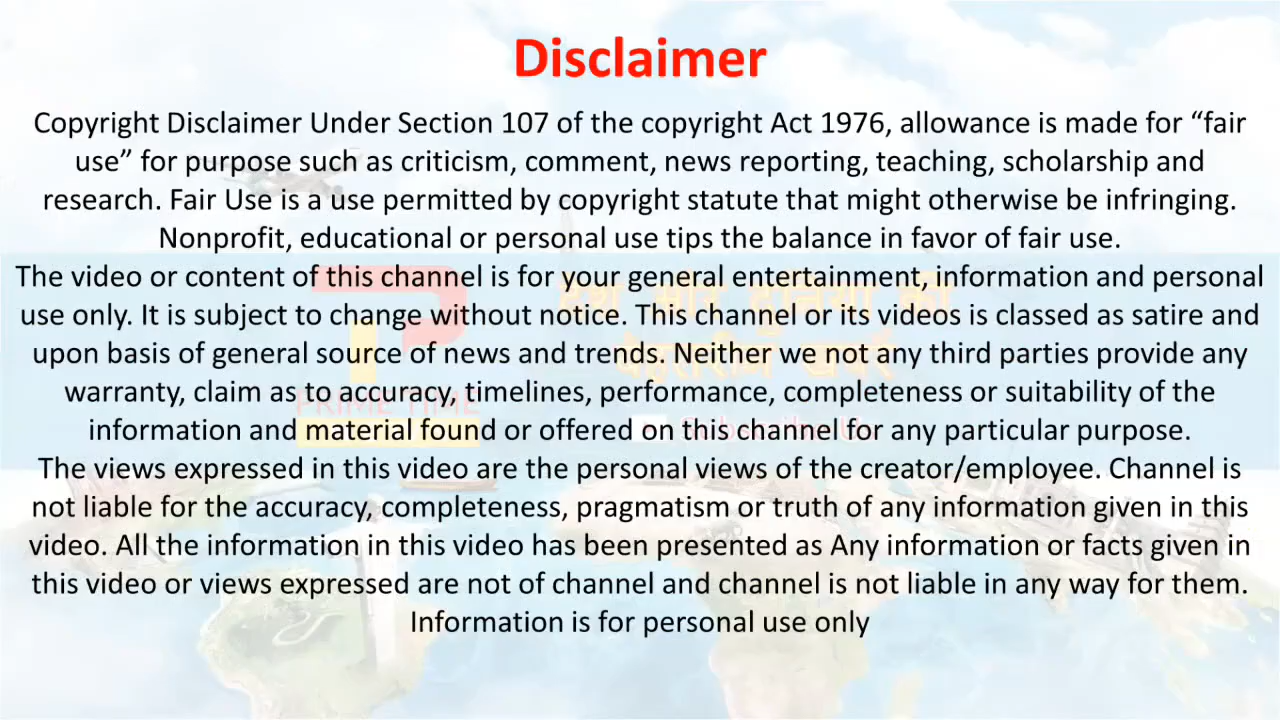 Disclaimer
Copyright Disclaimer Under Section 107 of the copyright Act 1976, allowance is made for “fair
use” for purpose such as criticism, comment, news reporting, teaching, scholarship and
research. Fair Use is a use permitted by copyright statute that might otherwise be infringing.
Nonprofit, educational or personal use tips the balance in favor of fair use.
The video or content of this channel is for your general entertainment, information and personal
use only. It is subject to change without notice. This channel or its videos is classed as satire and
upon basis of general source of news and trends. Neither we not any third parties provide any
warranty, claim as to accuracy, timelines, performance, completeness or suitability of the
information and material found or offered on this channel for any particular purpose.
The views expressed in this video are the personal views of the creator/employee. Channel is
not liable for the accuracy, completeness, pragmatism or truth of any information given in this
video. All the information in this video has been presented as Any information or facts given in
this video or views expressed are not of channel and channel is not liable in any way for them.
Information is for personal use only
PRIME TIME